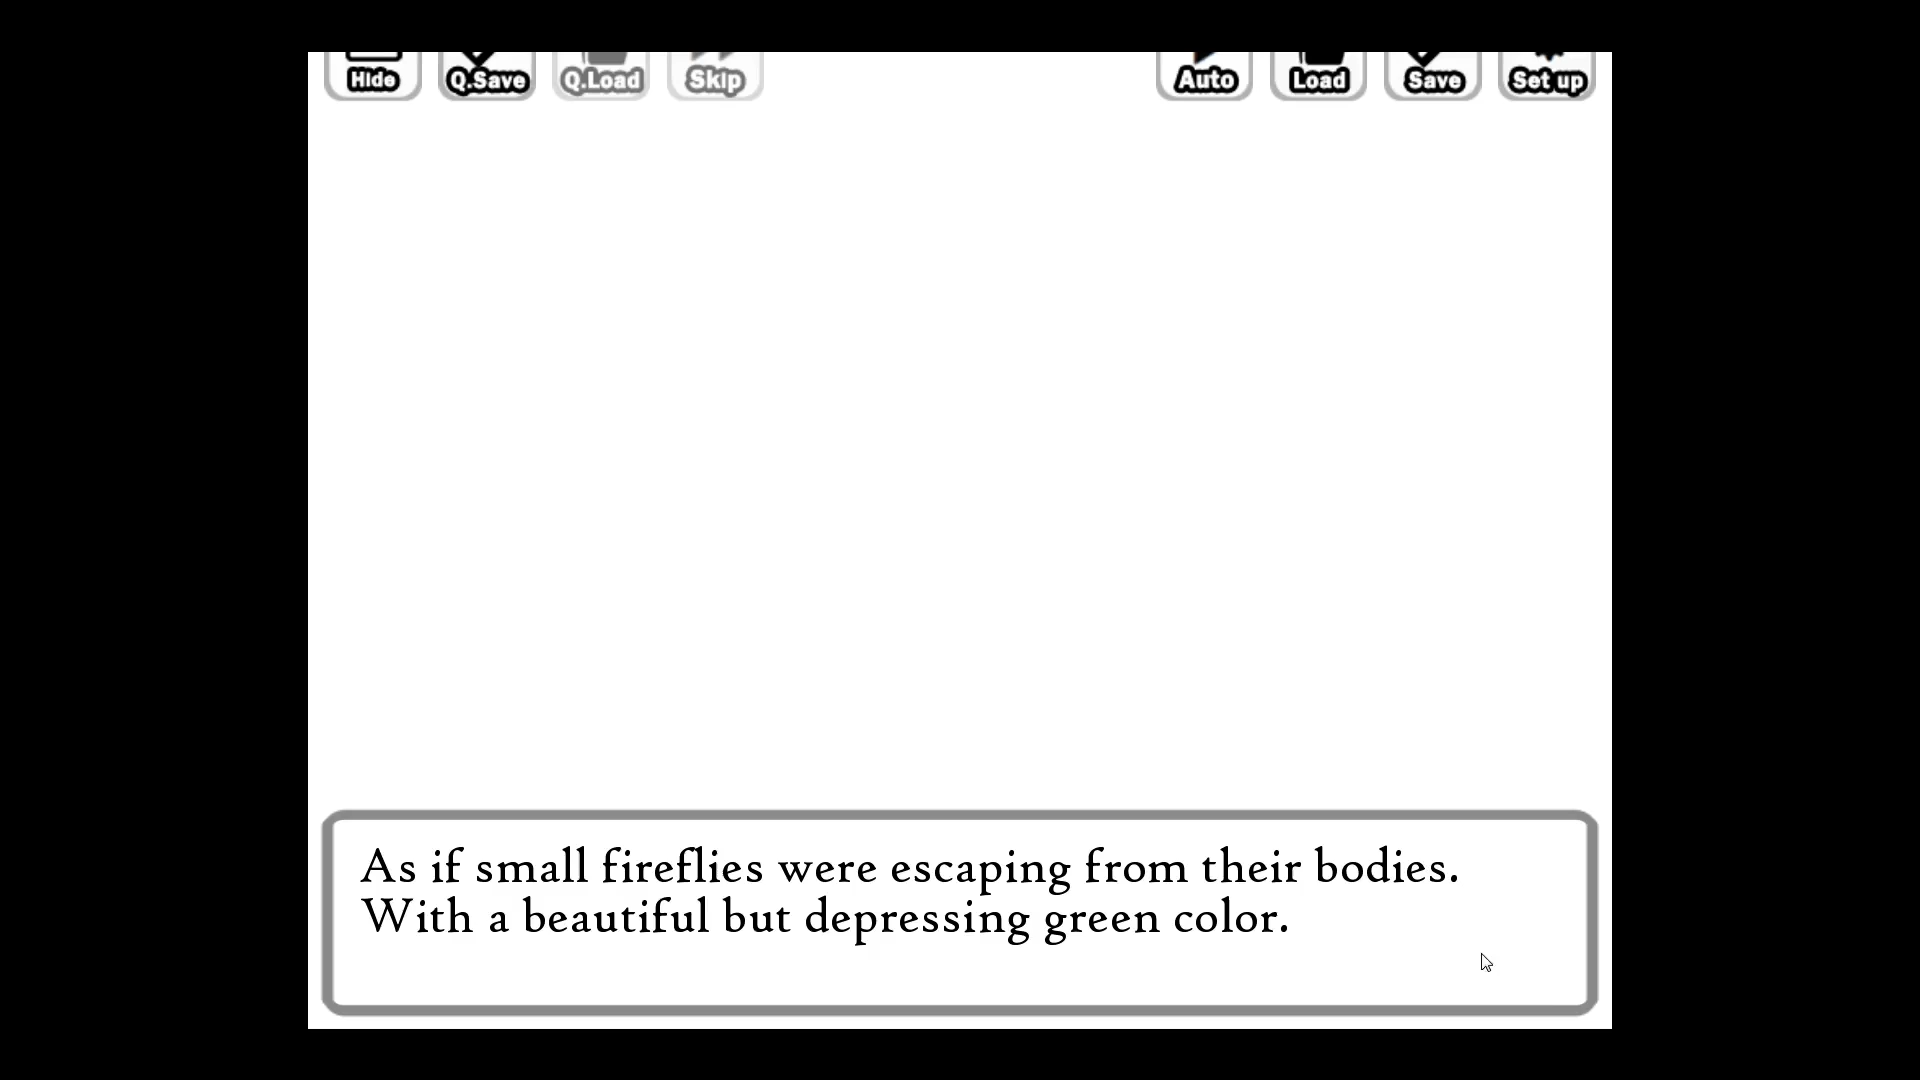 Hide Q.Save Q.Load Skip Auto Load Save Set up
As if small fireflies were escaping from their bodies.
With a beautiful but depressing green color.